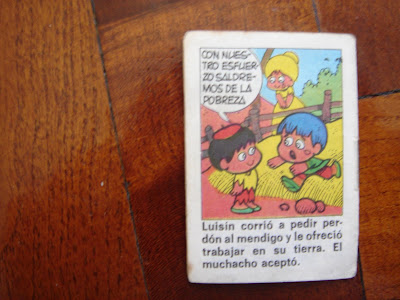 CON NUES-
TRO ESFUER-
ZO SALDRE-
MOS DE LA
POBREZA
Luisin corrió a pedir per-
dón al mendigo y le ofreció
trabajar en su tierra. El
muchacho aceptó.